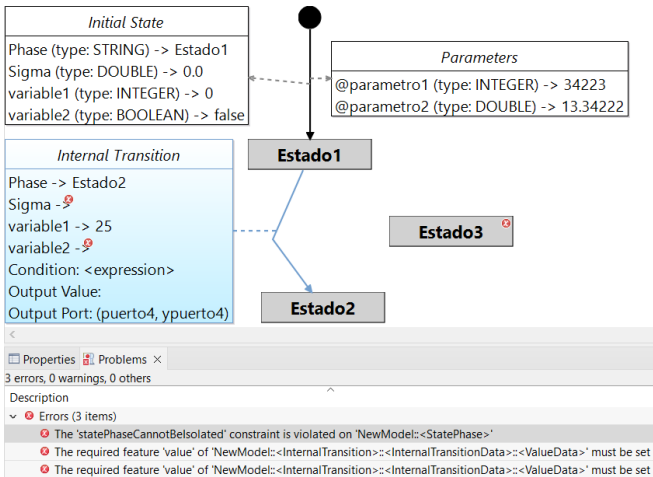 Initial State
Phase (type: STRING) -> Estado1
Sigma (type: DOUBLE) -> 0.0
variable1 (type: INTEGER) -> 0
variable2 (type: BOOLEAN) -> false
Parameters
@parametro1 (type: INTEGER) -> 34223
@parametro2 (type: DOUBLE) -> 13.34222
Estado1
Internal Transition
Phase -> Estado2
Sigma ->
variable1 -> 25
variable2 ->
Condition: <expression>
Output Value:
Output Port: (puerto4, ypuerto4)
Estado3
Estado2
Properties Problems
3 errors, 0 warnings, 0 others
Description
Errors (3 items)
The 'statePhaseCannotBeIsolated' constraint is violated on 'NewModel::<StatePhase>'
The required feature 'value' of 'NewModel::<InternalTransition>::<InternalTransitionData>::<ValueData>' must be set
The required feature 'value' of 'NewModel::<InternalTransition>::<InternalTransitionData>::<ValueData>' must be set